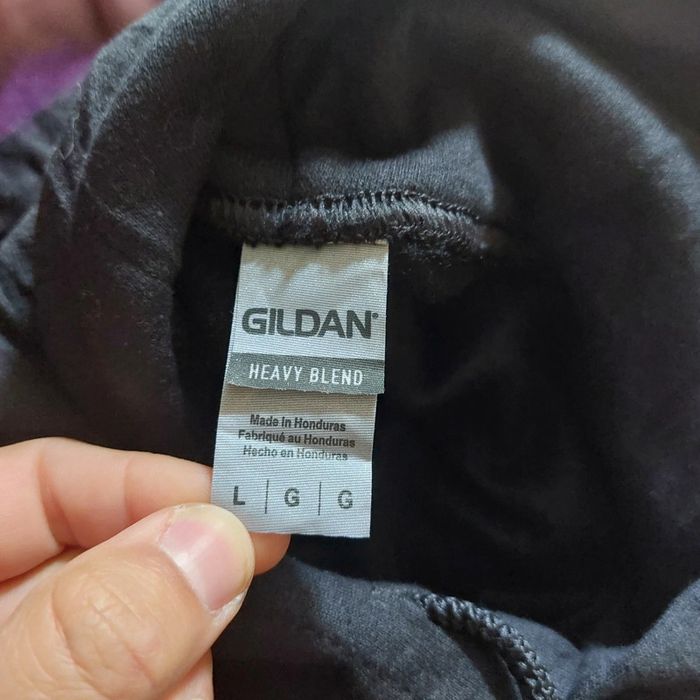 GILDAN®
HEAVY BLEND
Made in Honduras
Fabriqué au Honduras
Hecho en Honduras
L | G | G